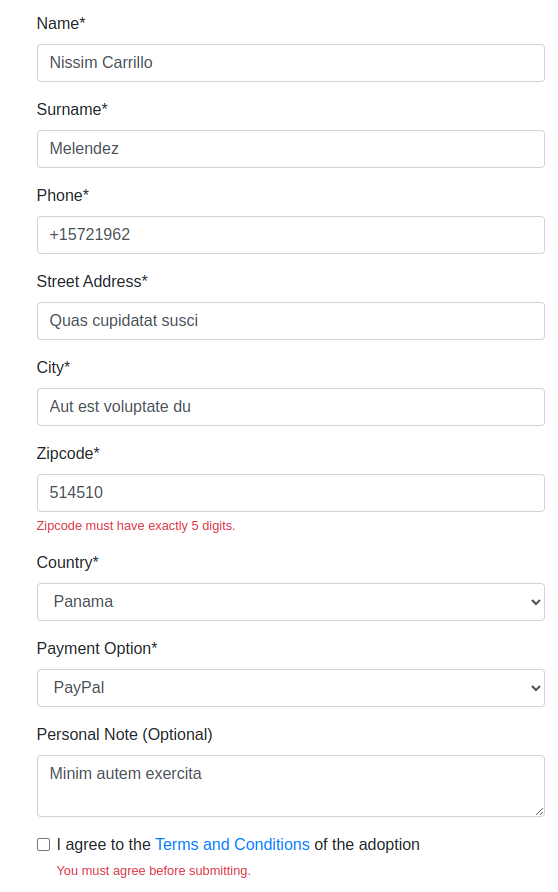 Name*
Nissim Carrillo
Surname*
Melendez
Phone*
+15721962
Street Address*
Quas cupidatat susci
City*
Aut est voluptate du
Zipcode*
514510
Zipcode must have exactly 5 digits.
Country*
Panama
Payment Option*
PayPal
Personal Note (Optional)
Minim autem exercita
I agree to the Terms and Conditions of the adoption
You must agree before submitting.